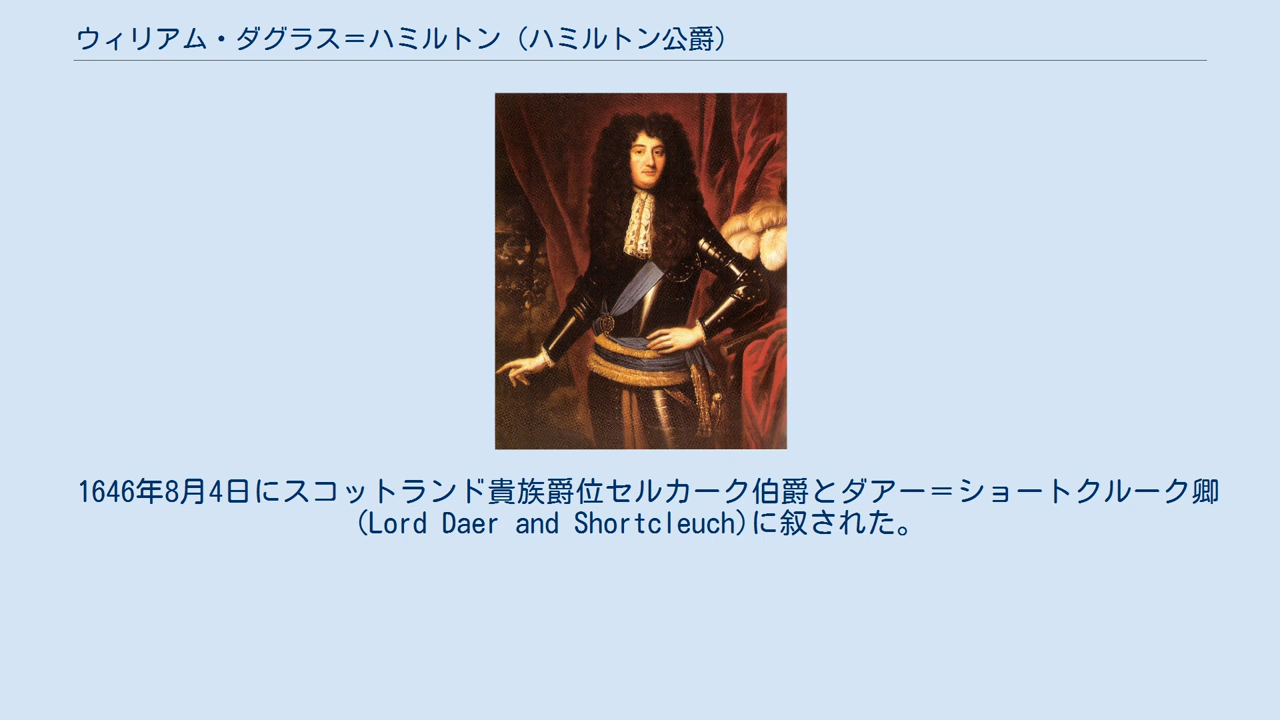 ウィリアム・ダグラス＝ハミルトン（ハミルトン公爵）
1646年8月4日にスコットランド貴族爵位セルカーク伯爵とダアー＝ショートクルーク卿
(Lord Daer and Shortcleuch)に叙された。